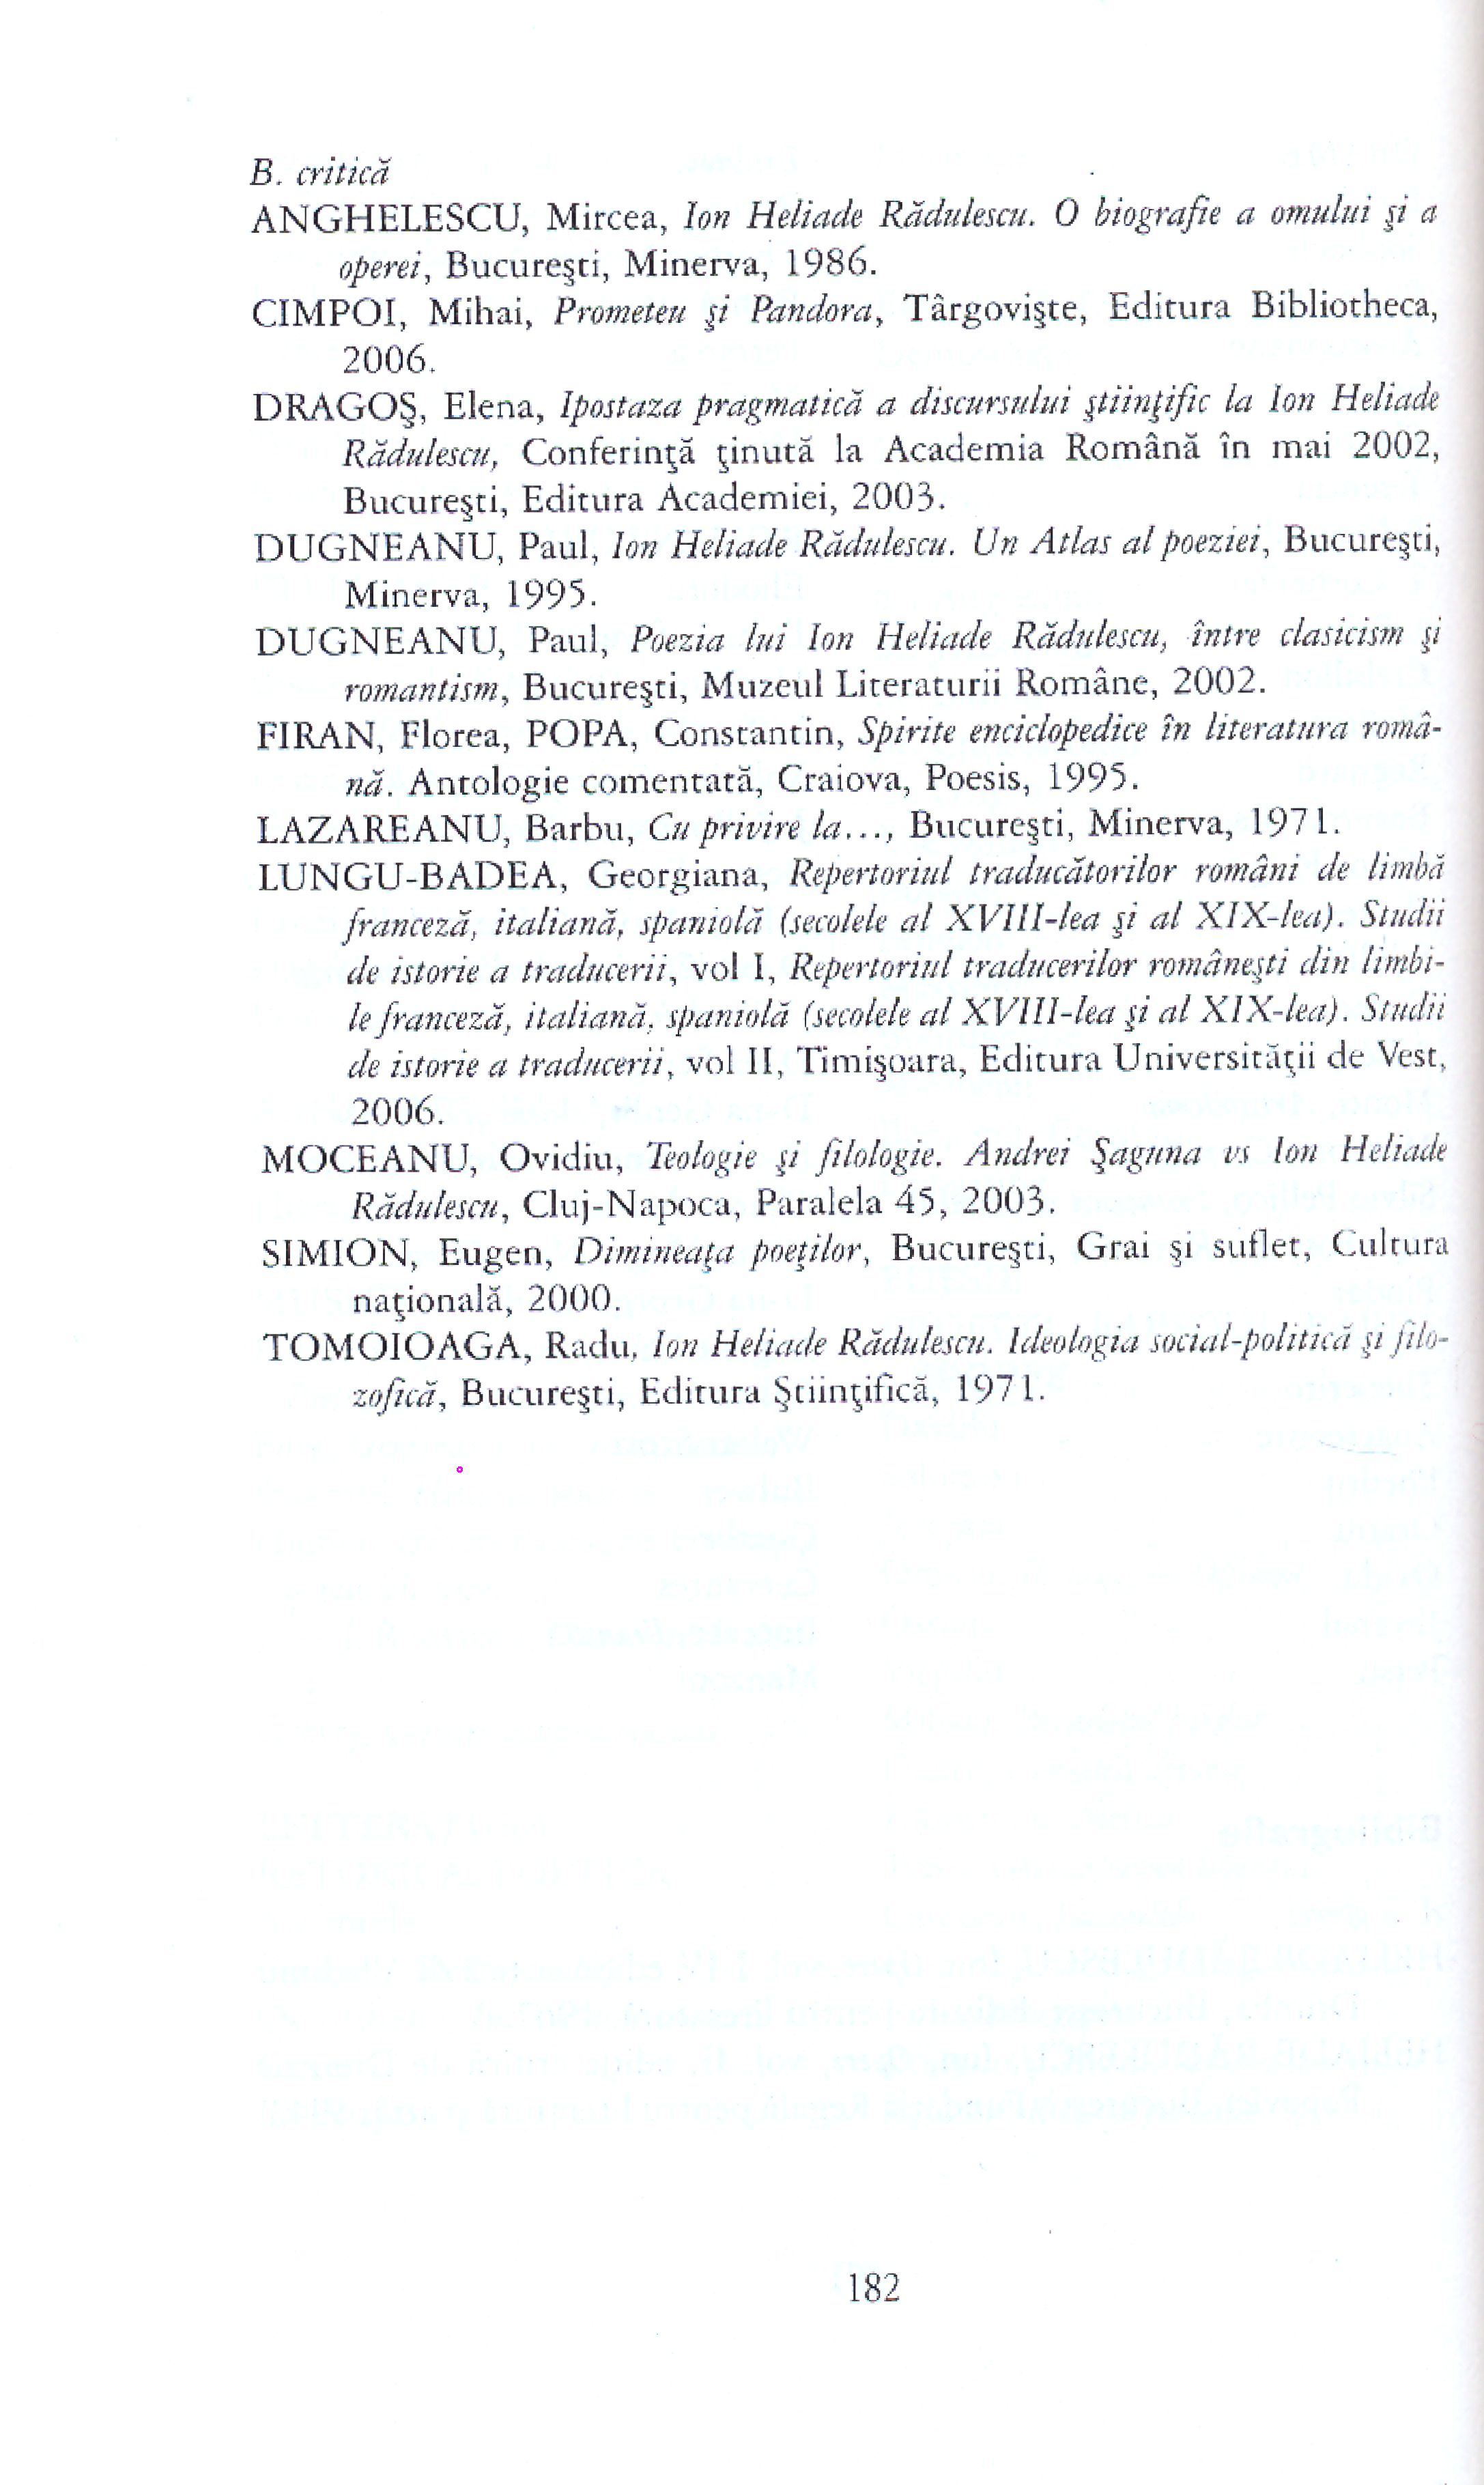 B. critică
ANGHELESCU, Mircea, Ion Heliade Rădulescu. O biografie a omului şi a
operei, Bucureşti, Minerva, 1986.
CIMPOI, Mihai, Prometeu şi Pandora, Târgovişte, Editura Bibliotheca,
2006.
DRAGOŞ, Elena, Ipostaza pragmatică a discursului ştiinţific la Ion Heliade
Rădulescu, Conferinţă ţinută la Academia Română în mai 2002,
Bucureşti, Editura Academiei, 2003.
DUGNEANU, Paul, Ion Heliade Rădulescu. Un Atlas al poeziei, Bucureşti,
Minerva, 1995.
DUGNEANU, Paul, Poezia lui Ion Heliade Rădulescu, între clasicism şi
romantism, Bucureşti, Muzeul Literaturii Române, 2002.
FIRAN, Florea, POPA, Constantin, Spirite enciclopedice în literatura româ-
nă. Antologie comentată, Craiova, Poesis, 1995.
LAZAREANU, Barbu, Cu privire la..., Bucureşti, Minerva, 1971.
LUNGU-BADEA, Georgiana, Repertoriul traducătorilor români de limbă
franceză, italiană, spaniolă (secolele al XVIII-lea şi al XIX-lea). Studii
de istorie a traducerii, vol I, Repertoriul traducerilor româneşti din limbi-
le franceză, italiană, spaniolă (secolele al XVIII-lea şi al XIX-lea). Studii
de istorie a traducerii, vol II, Timişoara, Editura Universităţii de Vest,
2006.
MOCEANU, Ovidiu, Teologie şi filologie. Andrei Şaguna vs Ion Heliade
Rădulescu, Cluj-Napoca, Paralela 45, 2003.
SIMION, Eugen, Dimineaţa poeţilor, Bucureşti, Grai şi suflet, Cultura
naţională, 2000.
TOMOIOAGA, Radu, Ion Heliade Rădulescu. Ideologia social-politică şi filo-
zofică, Bucureşti, Editura Ştiinţifică, 1971.
182